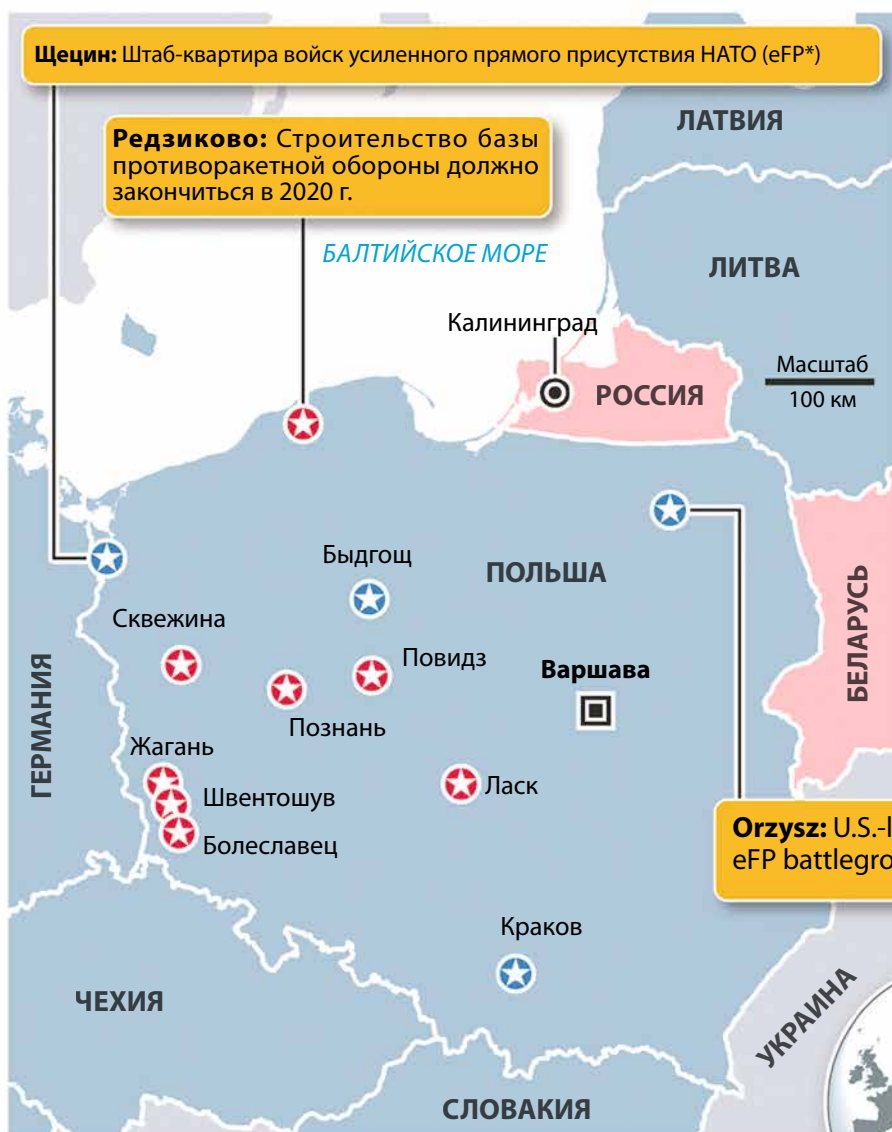 Щецин: Штаб-квартира войск усиленного прямого присутствия НАТО (eFP*)
ЛАТВИЯ
Редзиково: Строительство базы
противоракетной обороны должно
закончиться в 2020 г.
БАЛТИЙСКОЕ МОРЕ
ЛИТВА
Калининград
Масштаб
100 км
РОССИЯ
Быдгощ
ПОЛЬША
Сквежина
БЕЛАРУСЬ
ГЕРМАНИЯ
Повидз
Варшава
Познань
Жагань
Швентошув
Ласк
Болеславец
Orzysz: U.S.-l
eFP battlegro
Краков
ЧЕХИЯ
УКРАИНА
СЛОВАКИЯ